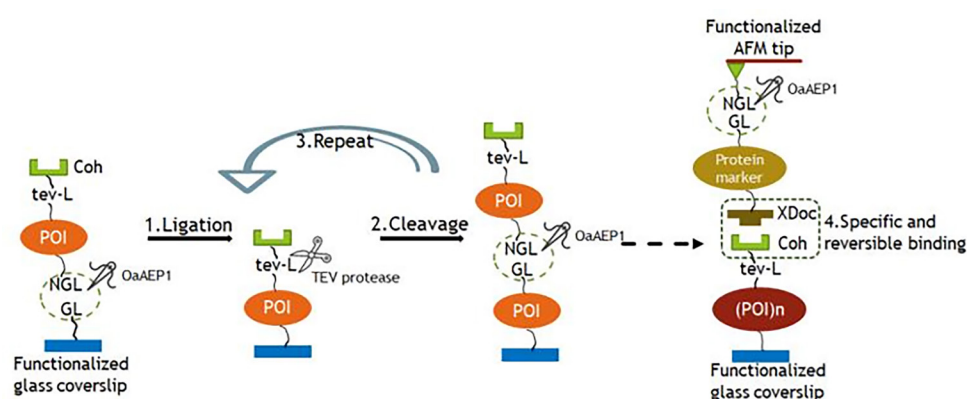 Coh
tev-L
POI
NGL
GL
OaAEP1
Functionalized
glass coverslip
1.Ligation
3.Repeat
tev-L
TEV protease
POI
2.Cleavage
tev-L
POI
NGL
GL
OaAEP1
POI
Functionalized
AFM tip
NGL
GL
OaAEP1
Protein
marker
XDoc
Coh
4.Specific and
reversible binding
tev-L
(POI)n
Functionalized
glass coverslip